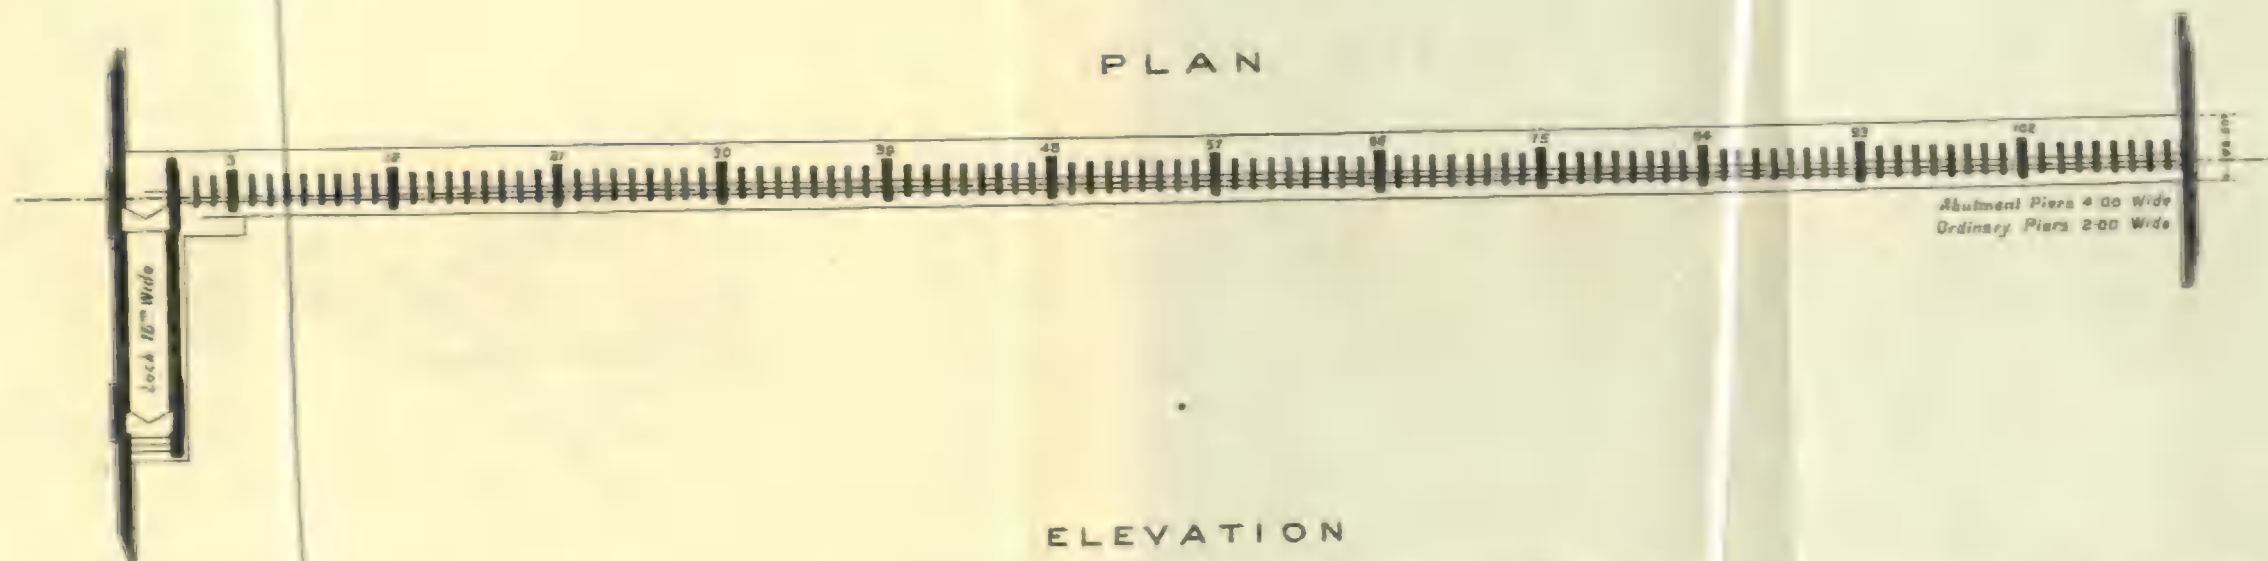 PLAN
3 12 21 30 39 48 57 66 75 84 93 102
Abutment Piers 4·00 Wide
Ordinary Piers 2·00 Wide
Lock 16m Wide
ELEVATION